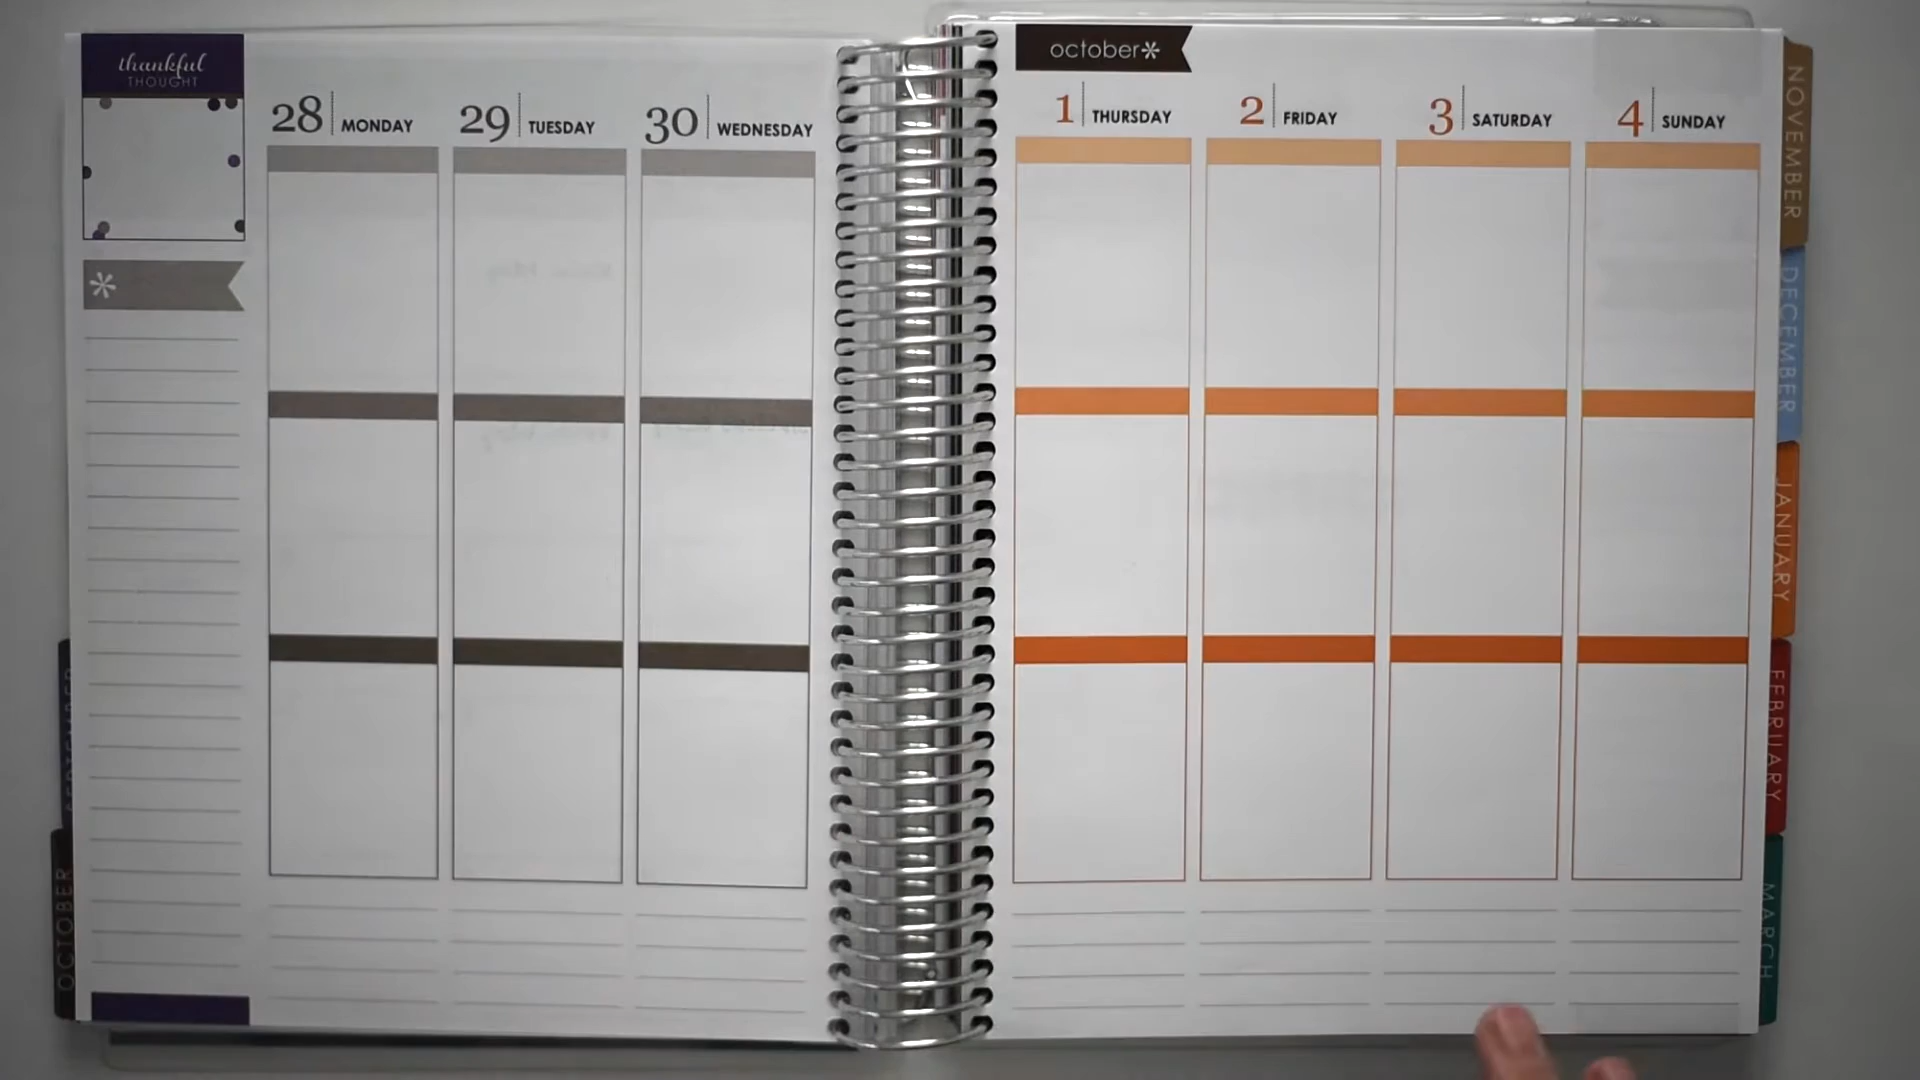 thankful
THOUGHT
28 MONDAY
29 TUESDAY
30 WEDNESDAY
october*
1 THURSDAY
2 FRIDAY
3 SATURDAY
4 SUNDAY
*
SEPTEMBER
OCTOBER
NOVEMBER
DECEMBER
JANUARY
FEBRUARY
MARCH